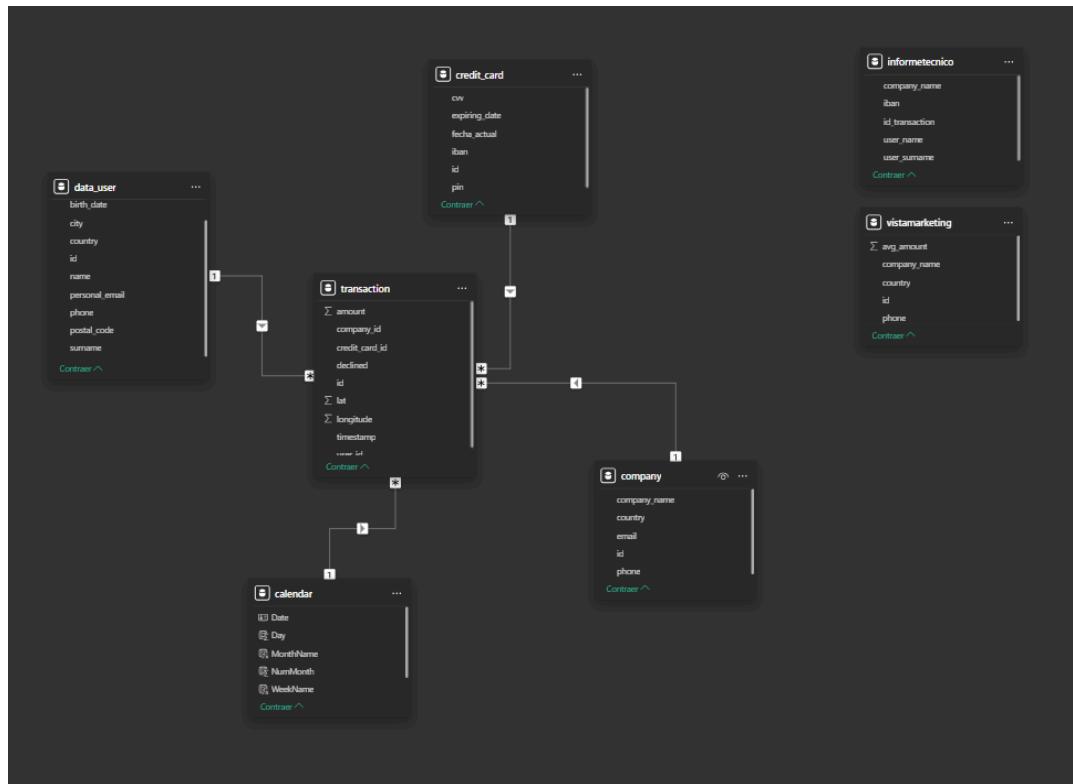 credit_card
cvv
expiring_date
fecha_actual
iban
id
pin
Contraer
informetecnico
company_name
iban
id_transaction
user_name
user_surname
Contraer
data_user
birth_date
city
country
id
name
personal_email
phone
postal_code
surname
Contraer
vistamarketing
avg_amount
company_name
country
id
phone
Contraer
transaction
amount
company_id
credit_card_id
declined
id
lat
longitude
timestamp
user_id
Contraer
company
company_name
country
email
id
phone
Contraer
calendar
Date
Day
MonthName
NumMonth
WeekName
Contraer
1
1
*
*
*
1
*
1